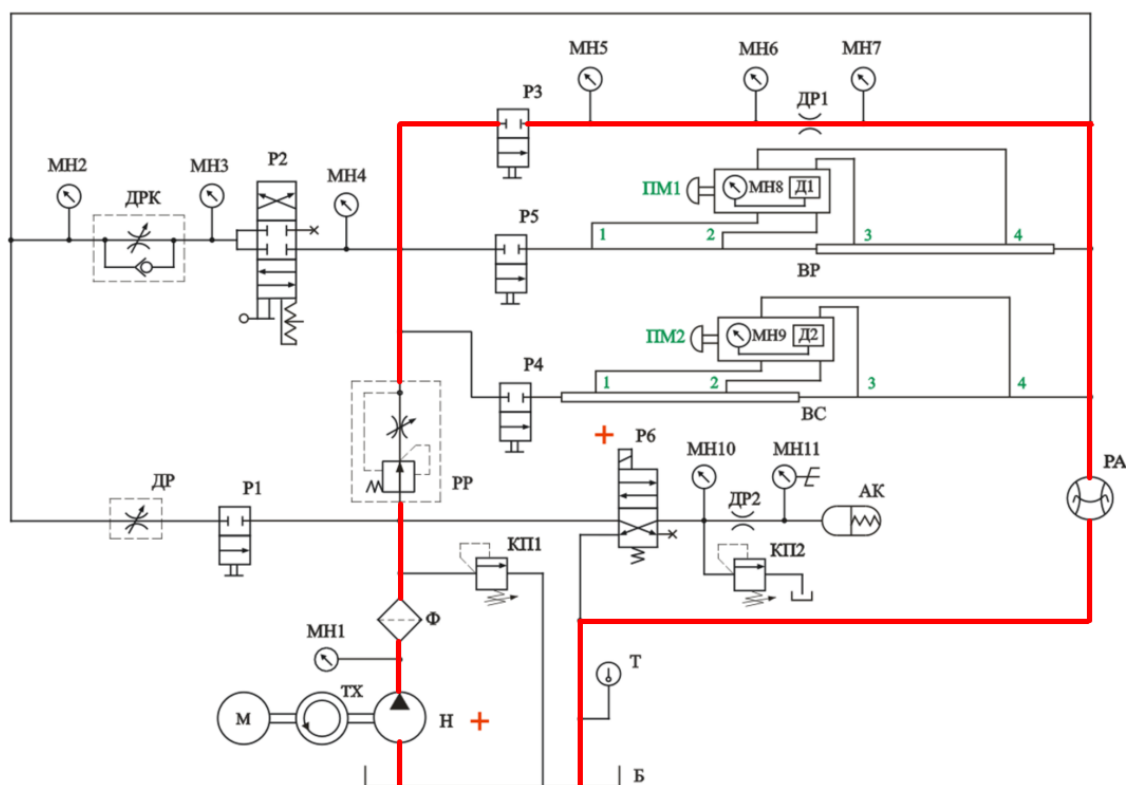 МН5
МН6
МН7
Р3
ДР1
МН2
МН3
Р2
МН4
ДРК
ПМ1
МН8
Д1
Р5
1
2
3
4
ВР
ПМ2
МН9
Д2
Р4
1
2
3
4
ВС
+
Р6
МН10
МН11
РА
РР
ДР
Р1
ДР2
АК
КП1
КП2
Ф
МН1
Т
ТХ
М
Н
+
Б